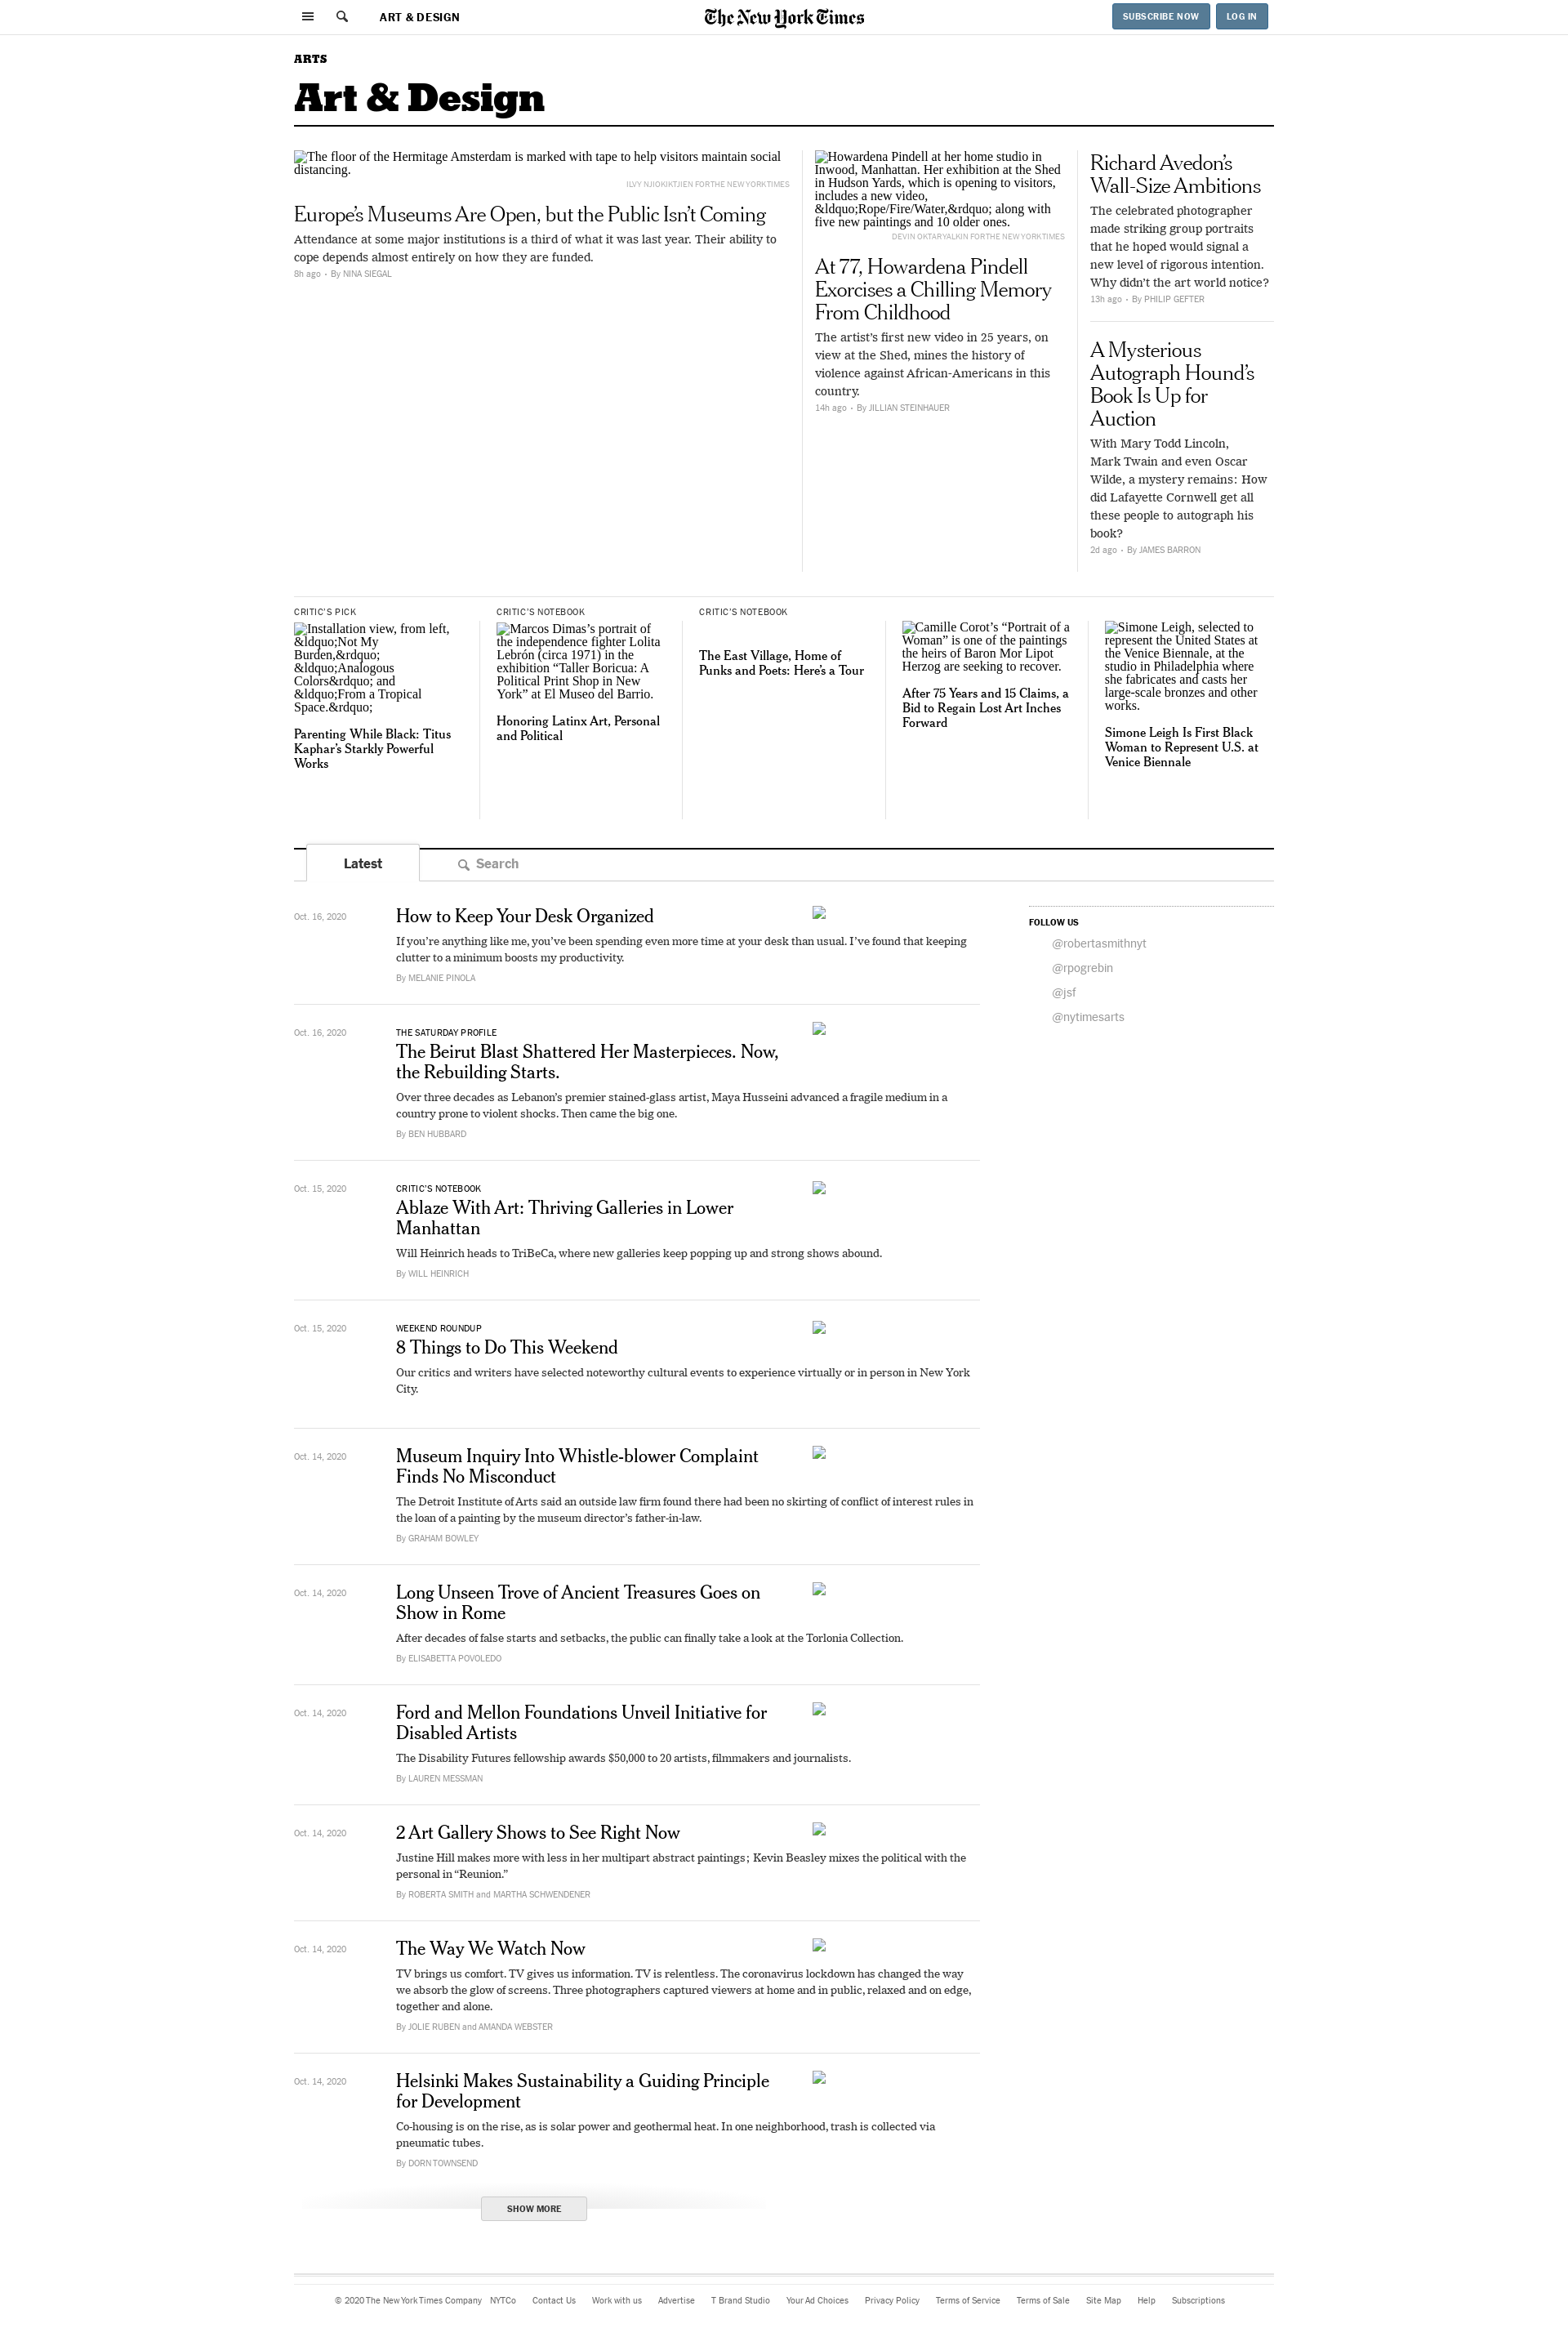 ART & DESIGN
The New York Times
SUBSCRIBE NOW
LOG IN
ARTS
Art & Design
The floor of the Hermitage Amsterdam is marked with tape to help visitors maintain social
distancing.
ILVY NJIOKIKTJIEN FOR THE NEW YORK TIMES
Europe’s Museums Are Open, but the Public Isn’t Coming
Attendance at some major institutions is a third of what it was last year. Their ability to
cope depends almost entirely on how they are funded.
8h ago • By NINA SIEGAL
Howardena Pindell at her home studio in
Inwood, Manhattan. Her exhibition at the Shed
in Hudson Yards, which is opening to visitors,
includes a new video,
&ldquo;Rope/Fire/Water,&rdquo; along with
five new paintings and 10 older ones.
DEVIN OKTAR YALKIN FOR THE NEW YORK TIMES
At 77, Howardena Pindell
Exorcises a Chilling Memory
From Childhood
The artist’s first new video in 25 years, on
view at the Shed, mines the history of
violence against African-Americans in this
country.
14h ago • By JILLIAN STEINHAUER
Richard Avedon’s
Wall-Size Ambitions
The celebrated photographer
made striking group portraits
that he hoped would signal a
new level of rigorous intention.
Why didn’t the art world notice?
13h ago • By PHILIP GEFTER
A Mysterious
Autograph Hound’s
Book Is Up for
Auction
With Mary Todd Lincoln,
Mark Twain and even Oscar
Wilde, a mystery remains: How
did Lafayette Cornwell get all
these people to autograph his
book?
2d ago • By JAMES BARRON
CRITIC’S PICK
Installation view, from left,
&ldquo;Not My
Burden,&rdquo;
&ldquo;Analogous
Colors&rdquo; and
&ldquo;From a Tropical
Space.&rdquo;
Parenting While Black: Titus
Kaphar’s Starkly Powerful
Works
CRITIC’S NOTEBOOK
Marcos Dimas’s portrait of
the independence fighter Lolita
Lebrón (circa 1971) in the
exhibition “Taller Boricua: A
Political Print Shop in New
York” at El Museo del Barrio.
Honoring Latinx Art, Personal
and Political
CRITIC’S NOTEBOOK
The East Village, Home of
Punks and Poets: Here’s a Tour
Camille Corot’s “Portrait of a
Woman” is one of the paintings
the heirs of Baron Mor Lipot
Herzog are seeking to recover.
After 75 Years and 15 Claims, a
Bid to Regain Lost Art Inches
Forward
Simone Leigh, selected to
represent the United States at
the Venice Biennale, at the
studio in Philadelphia where
she fabricates and casts her
large-scale bronzes and other
works.
Simone Leigh Is First Black
Woman to Represent U.S. at
Venice Biennale
Latest
Search
Oct. 16, 2020
How to Keep Your Desk Organized
If you’re anything like me, you’ve been spending even more time at your desk than usual. I’ve found that keeping
clutter to a minimum boosts my productivity.
By MELANIE PINOLA
Oct. 16, 2020
THE SATURDAY PROFILE
The Beirut Blast Shattered Her Masterpieces. Now,
the Rebuilding Starts.
Over three decades as Lebanon’s premier stained-glass artist, Maya Husseini advanced a fragile medium in a
country prone to violent shocks. Then came the big one.
By BEN HUBBARD
Oct. 15, 2020
CRITIC’S NOTEBOOK
Ablaze With Art: Thriving Galleries in Lower
Manhattan
Will Heinrich heads to TriBeCa, where new galleries keep popping up and strong shows abound.
By WILL HEINRICH
Oct. 15, 2020
WEEKEND ROUNDUP
8 Things to Do This Weekend
Our critics and writers have selected noteworthy cultural events to experience virtually or in person in New York
City.
Oct. 14, 2020
Museum Inquiry Into Whistle-blower Complaint
Finds No Misconduct
The Detroit Institute of Arts said an outside law firm found there had been no skirting of conflict of interest rules in
the loan of a painting by the museum director’s father-in-law.
By GRAHAM BOWLEY
Oct. 14, 2020
Long Unseen Trove of Ancient Treasures Goes on
Show in Rome
After decades of false starts and setbacks, the public can finally take a look at the Torlonia Collection.
By ELISABETTA POVOLEDO
Oct. 14, 2020
Ford and Mellon Foundations Unveil Initiative for
Disabled Artists
The Disability Futures fellowship awards $50,000 to 20 artists, filmmakers and journalists.
By LAUREN MESSMAN
Oct. 14, 2020
2 Art Gallery Shows to See Right Now
Justine Hill makes more with less in her multipart abstract paintings; Kevin Beasley mixes the political with the
personal in “Reunion.”
By ROBERTA SMITH and MARTHA SCHWENDENER
Oct. 14, 2020
The Way We Watch Now
TV brings us comfort. TV gives us information. TV is relentless. The coronavirus lockdown has changed the way
we absorb the glow of screens. Three photographers captured viewers at home and in public, relaxed and on edge,
together and alone.
By JOLIE RUBEN and AMANDA WEBSTER
Oct. 14, 2020
Helsinki Makes Sustainability a Guiding Principle
for Development
Co-housing is on the rise, as is solar power and geothermal heat. In one neighborhood, trash is collected via
pneumatic tubes.
By DORN TOWNSEND
SHOW MORE
FOLLOW US
@robertasmithnyt
@rpogrebin
@jsf
@nytimesarts
© 2020 The New York Times Company NYTCo Contact Us Work with us Advertise T Brand Studio Your Ad Choices Privacy Policy Terms of Service Terms of Sale Site Map Help Subscriptions